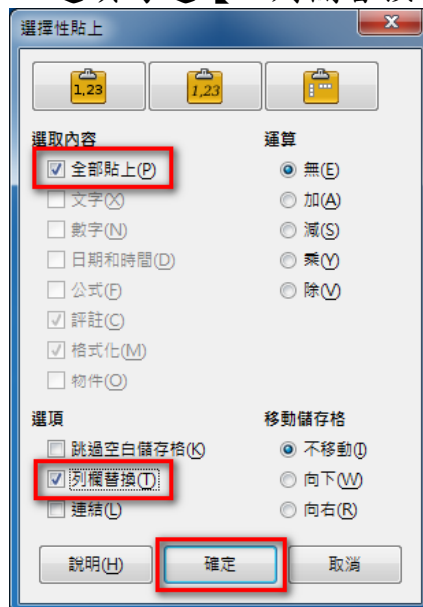 選擇性貼上
1,23
1,23
選取內容
全部貼上(P)
文字(X)
數字(N)
日期和時間(D)
公式(F)
評註(C)
格式化(M)
物件(O)
運算
無(E)
加(A)
減(S)
乘(Y)
除(V)
選項
跳過空白儲存格(K)
列欄替換(T)
連結(L)
移動儲存格
不移動(I)
向下(W)
向右(R)
說明(H)
確定
取消